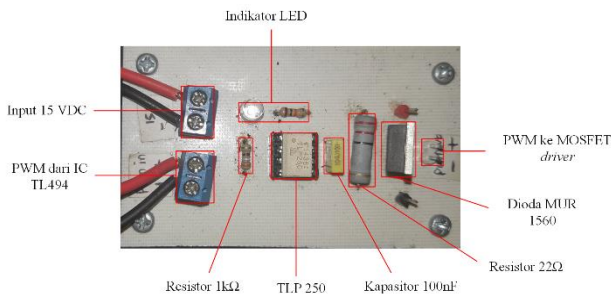 Indikator LED
Input 15 VDC
PWM dari IC
TL494
PWM ke MOSFET
driver
Dioda MUR
1560
Resistor 22Ω
Resistor 1kΩ
TLP 250
Kapasitor 100nF